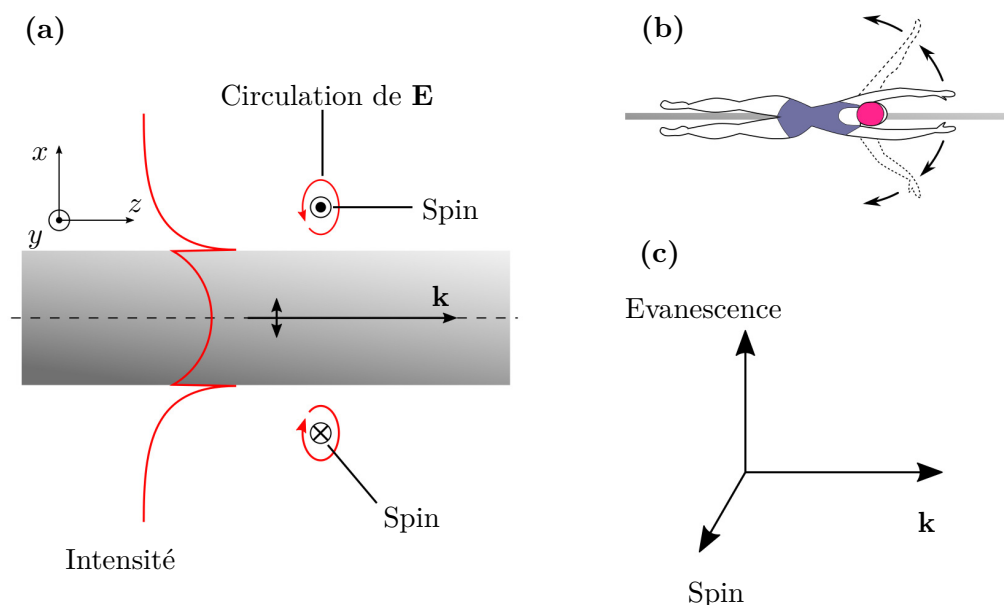 (a)
Circulation de E
x
z
y
Spin
k
Spin
Intensité
(b)
(c)
Evanescence
k
Spin